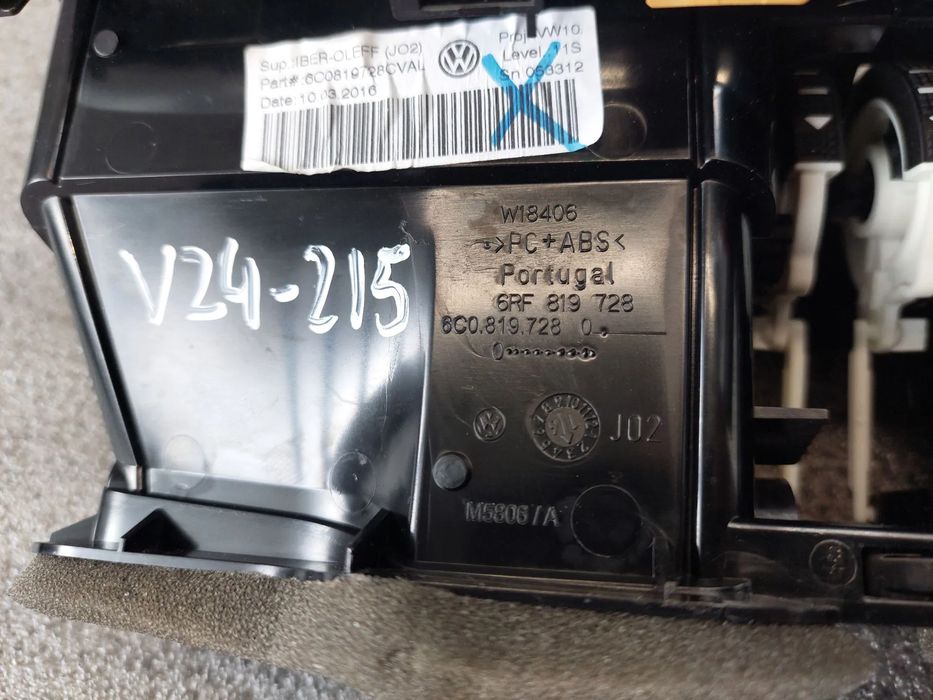 Sup.:IBER-OLEFF (JO2)
Part#: 6C0819728CVAL
Date:10.03.2016
Proj.:VW10
Level
Sn 053312
V24-215
W18406
>PC+ABS<
Portugal
6RF 819 728
6C0.819.728
J02
M5806/A